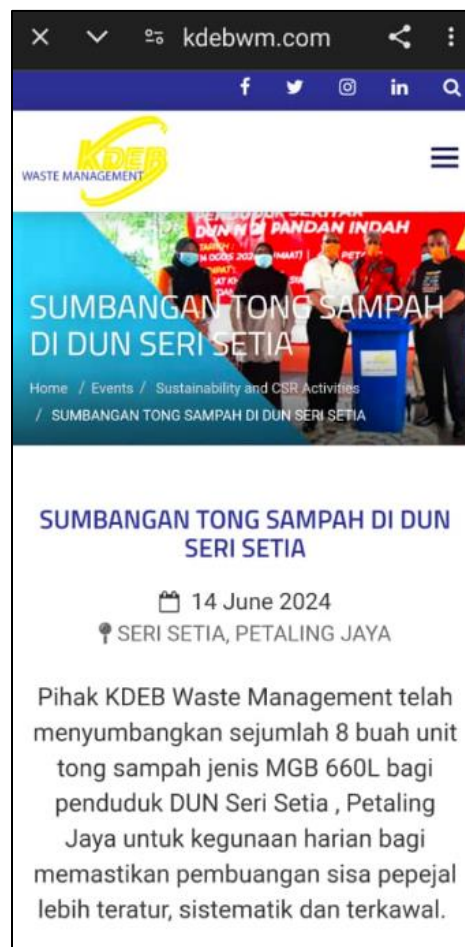 kdebwm.com
KDEB
WASTE MANAGEMENT
DUN N DI PANDAN INDAH
SUMBANGAN TONG SAMPAH
DI DUN SERI SETIA
Home / Events / Sustainability and CSR Activities
/ SUMBANGAN TONG SAMPAH DI DUN SERI SETIA
SUMBANGAN TONG SAMPAH DI DUN
SERI SETIA
14 June 2024
SERI SETIA, PETALING JAYA
Pihak KDEB Waste Management telah
menyumbangkan sejumlah 8 buah unit
tong sampah jenis MGB 660L bagi
penduduk DUN Seri Setia , Petaling
Jaya untuk kegunaan harian bagi
memastikan pembuangan sisa pepejal
lebih teratur, sistematik dan terkawal.